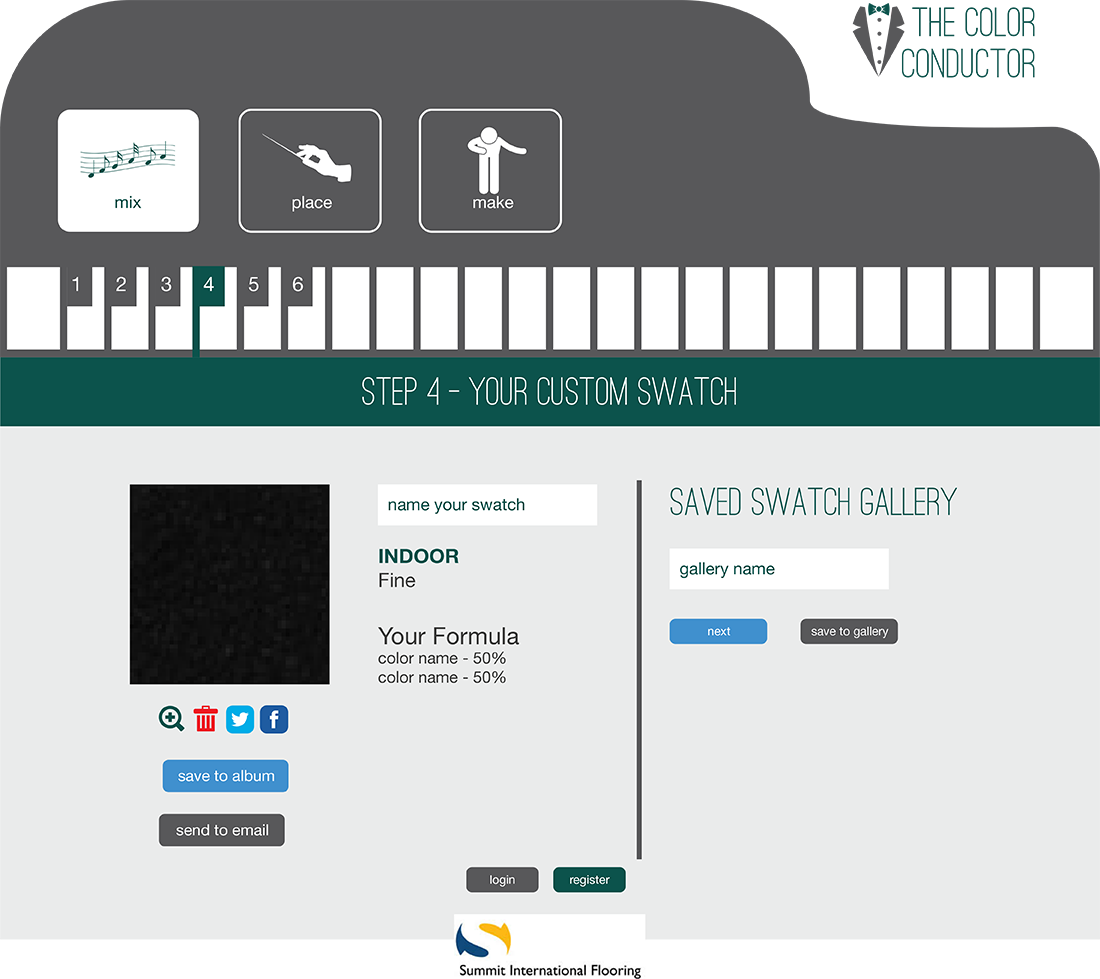 THE COLOR
CONDUCTOR
mix
place
make
1 2 3 4 5 6
STEP 4 - YOUR CUSTOM SWATCH
name your swatch
INDOOR
Fine
Your Formula
color name - 50%
color name - 50%
save to album
send to email
SAVED SWATCH GALLERY
gallery name
next
save to gallery
login
register
Summit International Flooring